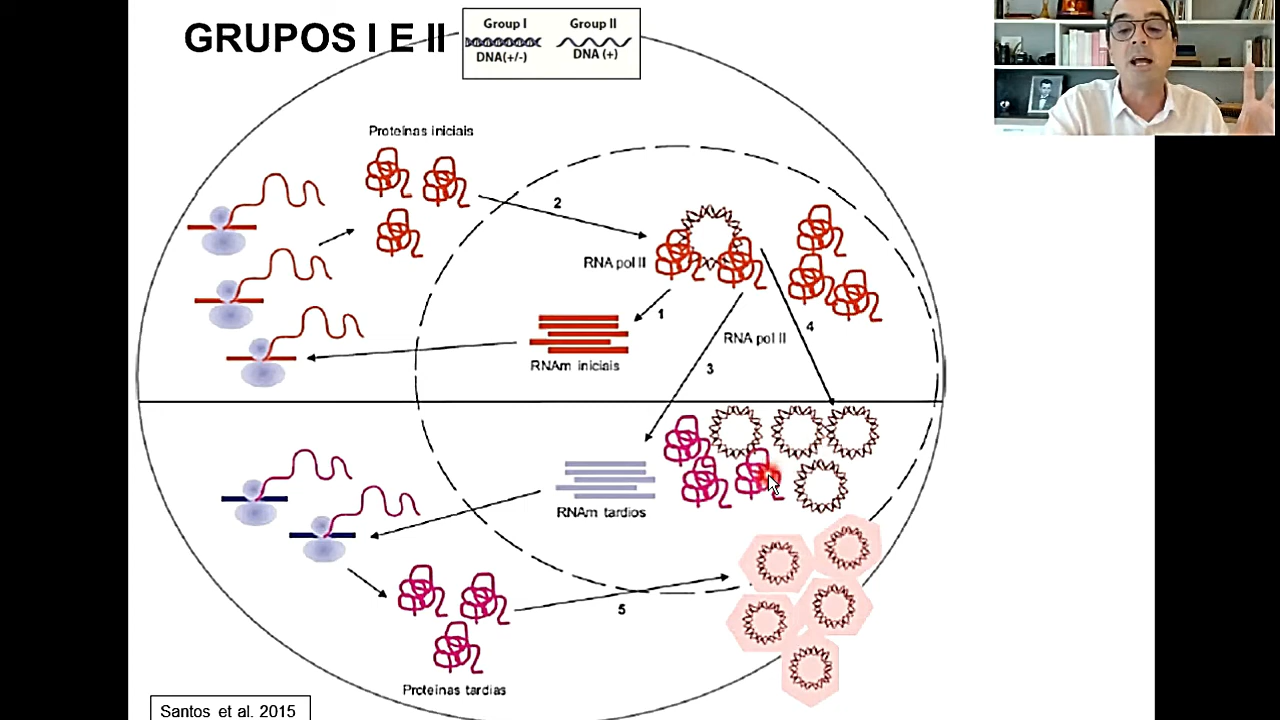 GRUPOS I E II
Group I
Group II
DNA(+/-)
DNA (+)
Proteínas iniciais
2
RNA pol II
1
4
RNA pol II
3
RNAm iniciais
RNAm tardios
5
Proteínas tardias
Santos et al. 2015